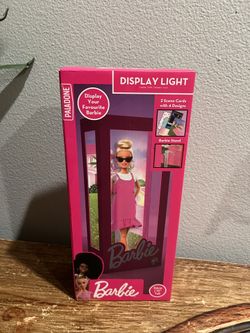 PALADONE
Display
Your
Favourite
Barbie
DISPLAY LIGHT
2 Scene Cards
with 4 Designs
Barbie Stand
Barbie
Barbie